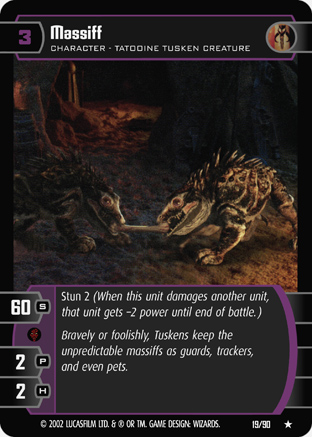 3
Massiff
CHARACTER - TATOOINE TUSKEN CREATURE
60 S
Stun 2 (When this unit damages another unit,
that unit gets -2 power until end of battle.)
2 P
Bravely or foolishly, Tuskens keep the
unpredictable massiffs as guards, trackers,
and even pets.
2 H
© 2002 LUCASFILM LTD. & ® OR TM. GAME DESIGN: WIZARDS. 19/90 ★